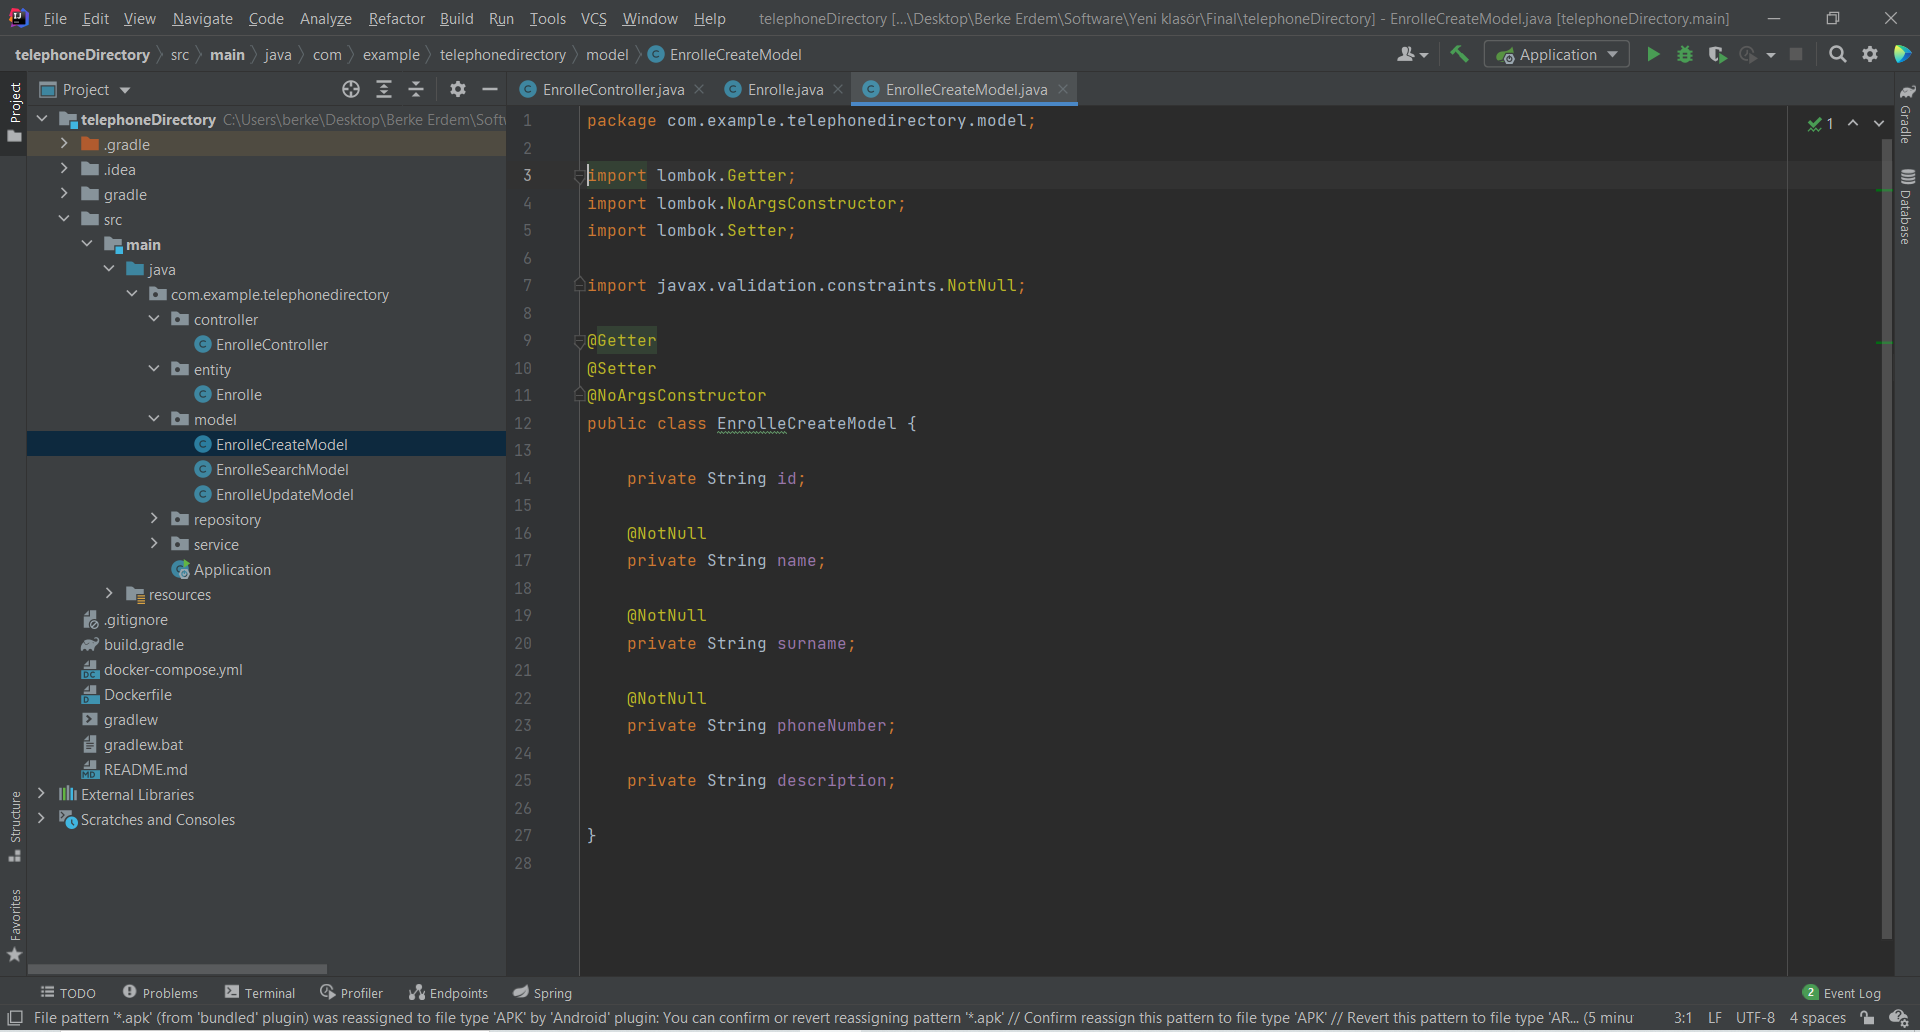 File Edit View Navigate Code Analyze Refactor Build Run Tools VCS Window Help telephoneDirectory [...\Desktop\Berke Erdem\Software\Yeni klasör\Final\telephoneDirectory] - EnrolleCreateModel.java [telephoneDirectory.main]
telephoneDirectory src main java com example telephonedirectory model EnrolleCreateModel Application
Project
EnrolleController.java Enrolle.java EnrolleCreateModel.java
Project
telephoneDirectory C:\Users\berke\Desktop\Berke Erdem\Softw
.gradle
.idea
gradle
src
main
java
com.example.telephonedirectory
controller
EnrolleController
entity
Enrolle
model
EnrolleCreateModel
EnrolleSearchModel
EnrolleUpdateModel
repository
service
Application
resources
.gitignore
build.gradle
docker-compose.yml
Dockerfile
gradlew
gradlew.bat
README.md
External Libraries
Scratches and Consoles
Structure
Favorites
1 package com.example.telephonedirectory.model;
2
3 import lombok.Getter;
4 import lombok.NoArgsConstructor;
5 import lombok.Setter;
6
7 import javax.validation.constraints.NotNull;
8
9 @Getter
10 @Setter
11 @NoArgsConstructor
12 public class EnrolleCreateModel {
13
14 private String id;
15
16 @NotNull
17 private String name;
18
19 @NotNull
20 private String surname;
21
22 @NotNull
23 private String phoneNumber;
24
25 private String description;
26
27 }
28
1
Gradle
Database
TODO Problems Terminal Profiler Endpoints Spring 2 Event Log
File pattern '*.apk' (from 'bundled' plugin) was reassigned to file type 'APK' by 'Android' plugin: You can confirm or revert reassigning pattern '*.apk' // Confirm reassign this pattern to file type 'APK' // Revert this pattern to file type 'AR... (5 minu 3:1 LF UTF-8 4 spaces